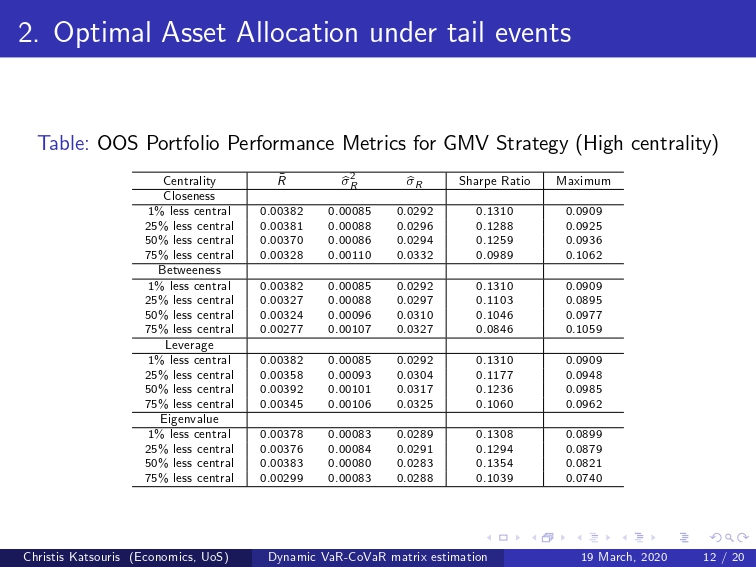 2. Optimal Asset Allocation under tail events
Table: OOS Portfolio Performance Metrics for GMV Strategy (High centrality)
Centrality R̄ σ̂²_R σ̂_R Sharpe Ratio Maximum
Closeness
1% less central 0.00382 0.00085 0.0292 0.1310 0.0909
25% less central 0.00381 0.00088 0.0296 0.1288 0.0925
50% less central 0.00370 0.00086 0.0294 0.1259 0.0936
75% less central 0.00328 0.00110 0.0332 0.0989 0.1062
Betweeness
1% less central 0.00382 0.00085 0.0292 0.1310 0.0909
25% less central 0.00327 0.00088 0.0297 0.1103 0.0895
50% less central 0.00324 0.00096 0.0310 0.1046 0.0977
75% less central 0.00277 0.00107 0.0327 0.0846 0.1059
Leverage
1% less central 0.00382 0.00085 0.0292 0.1310 0.0909
25% less central 0.00358 0.00093 0.0304 0.1177 0.0948
50% less central 0.00392 0.00101 0.0317 0.1236 0.0985
75% less central 0.00345 0.00106 0.0325 0.1060 0.0962
Eigenvalue
1% less central 0.00378 0.00083 0.0289 0.1308 0.0899
25% less central 0.00376 0.00084 0.0291 0.1294 0.0879
50% less central 0.00383 0.00080 0.0283 0.1354 0.0821
75% less central 0.00299 0.00083 0.0288 0.1039 0.0740
Christis Katsouris (Economics, UoS) Dynamic VaR-CoVaR matrix estimation 19 March, 2020 12 / 20